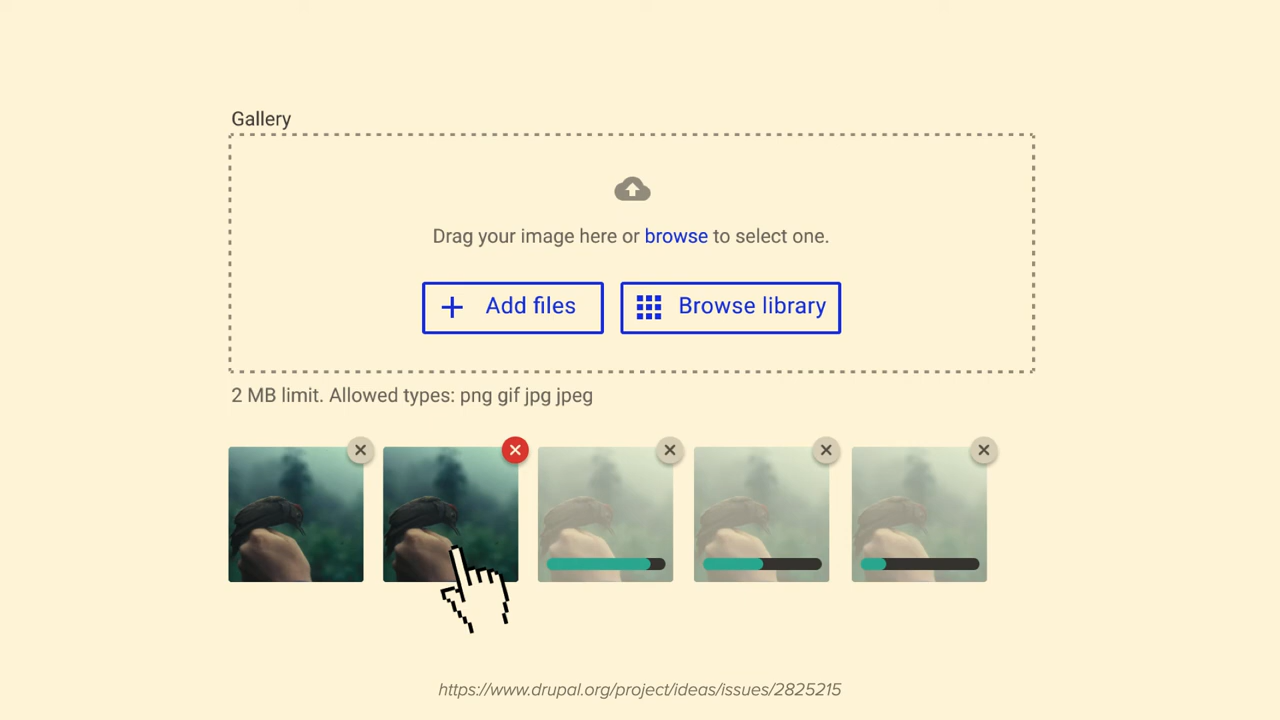 Gallery
Drag your image here or browse to select one.
Add files
Browse library
2 MB limit. Allowed types: png gif jpg jpeg
https://www.drupal.org/project/ideas/issues/2825215